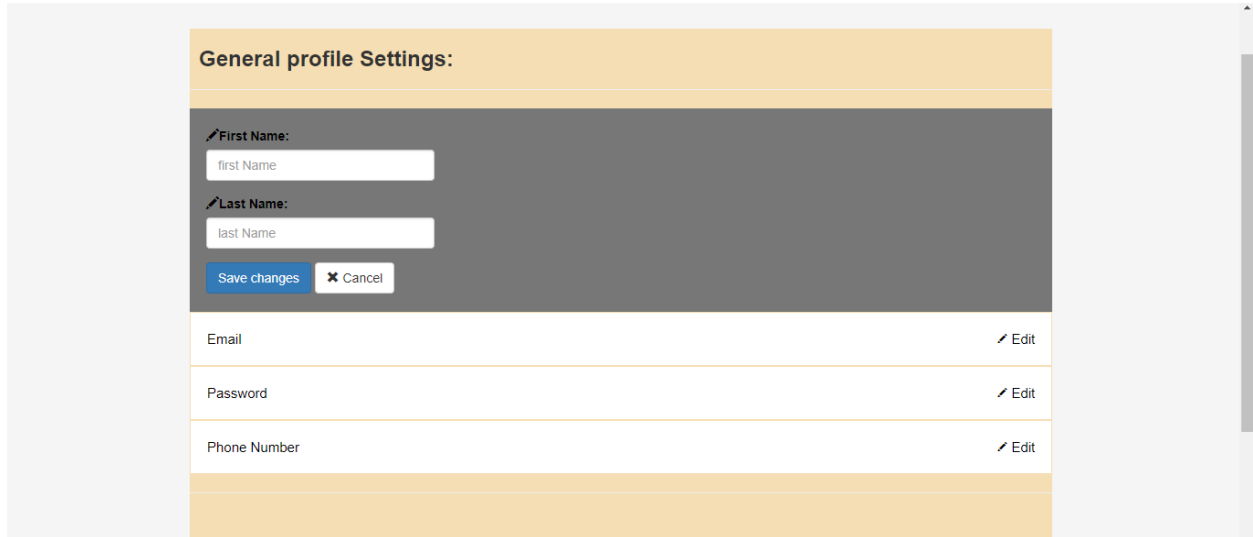 General profile Settings:
First Name:
first Name
Last Name:
last Name
Save changes Cancel
Email Edit
Password Edit
Phone Number Edit